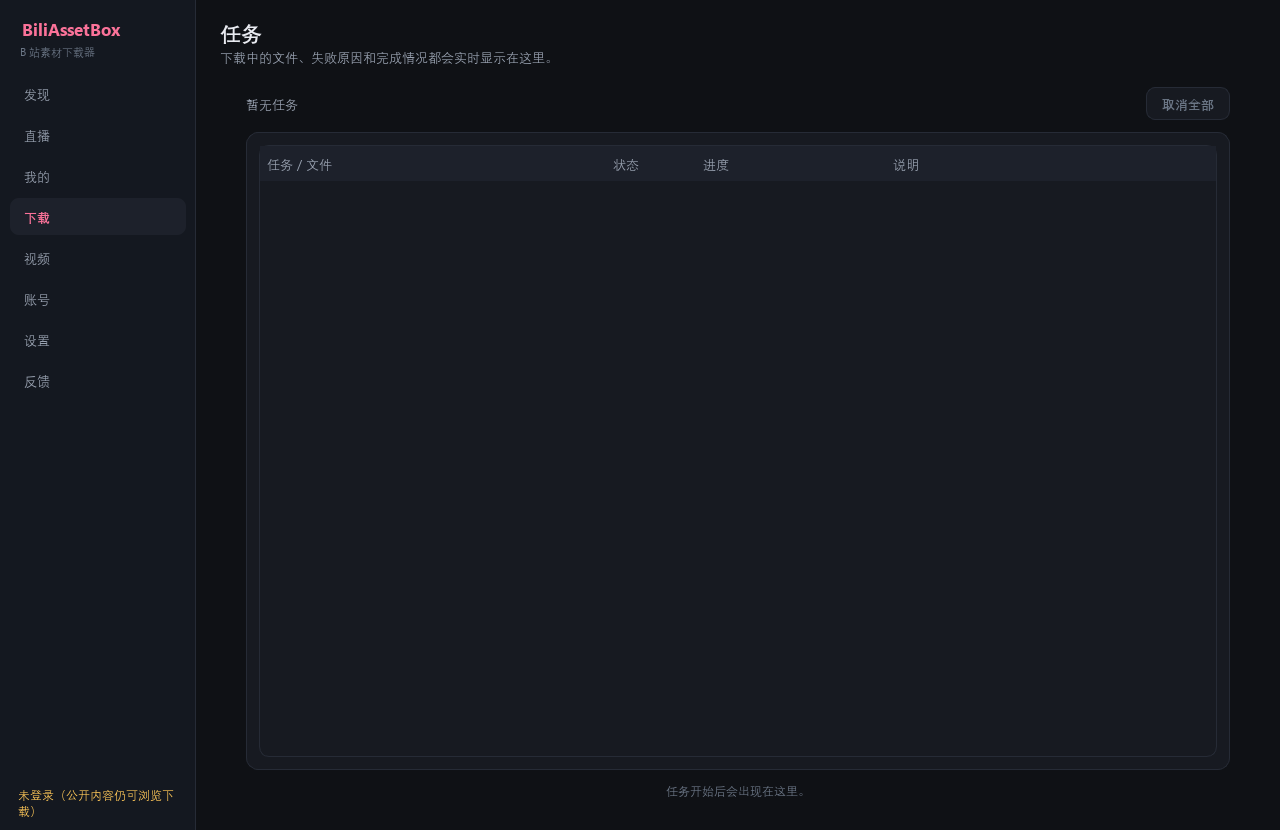 BiliAssetBox
B 站素材下载器
发现
直播
我的
下载
视频
账号
设置
反馈
未登录（公开内容仍可浏览下
载）
任务
下载中的文件、失败原因和完成情况都会实时显示在这里。
暂无任务
取消全部
任务 / 文件 状态 进度 说明
任务开始后会出现在这里。